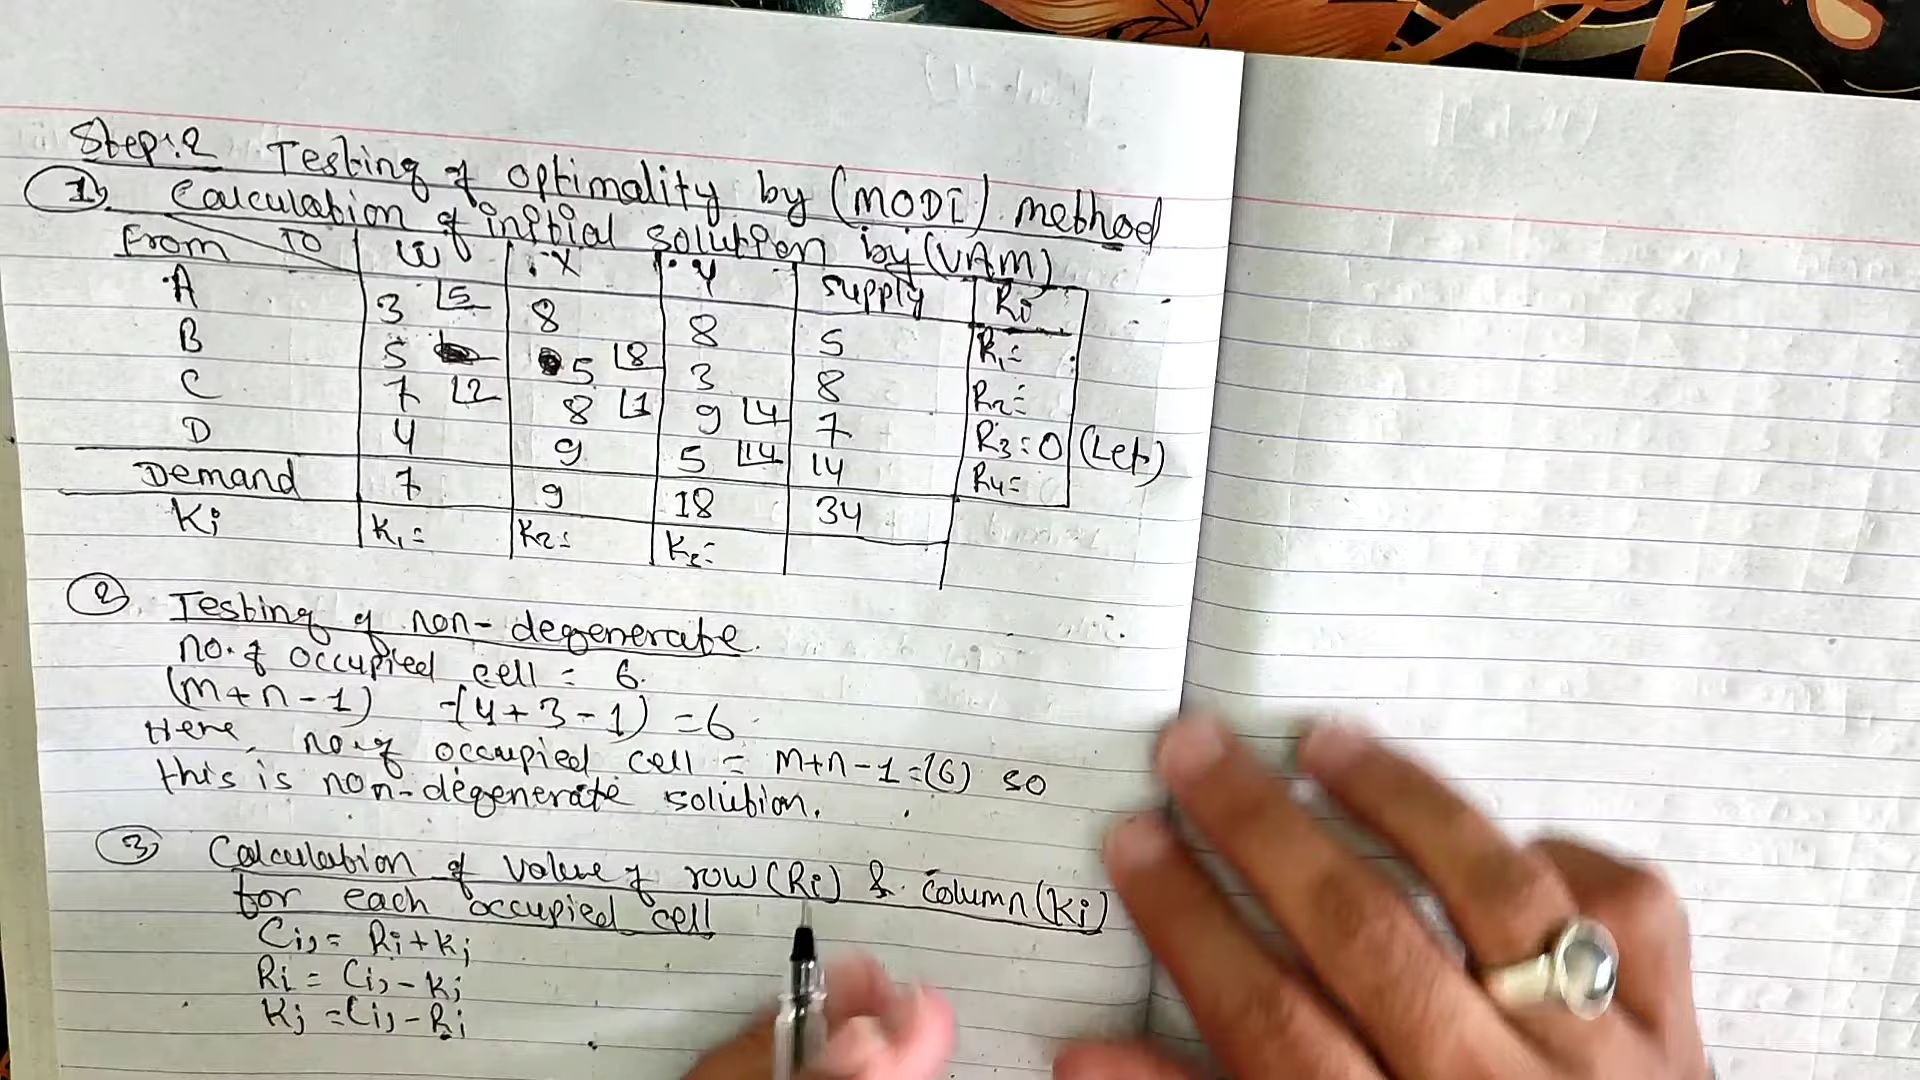 Step:2 Testing of optimality by (MODI) method
1) Calculation of initial solution by (VAM)
From TO W X Y Supply Ri
A 3 5 8 8 5 R1=
B 5 5 8 3 8 R2=
C 7 2 8 1 9 4 7 R3=0 (Let)
D 4 9 5 14 14 R4=
Demand 7 9 18 34
Kj K1= K2= K3=
2 Testing of non-degenerate
no. of occupied cell = 6.
(m+n-1) -(4+3-1) = 6
Here, no. of occupied cell = m+n-1=(6) so
this is non-degenerate solution.
3 Calculation of value of row (Ri) & column (Kj)
for each occupied cell
Cij = Ri+Kj
Ri = Cij - Kj
Kj = Cij - Ri